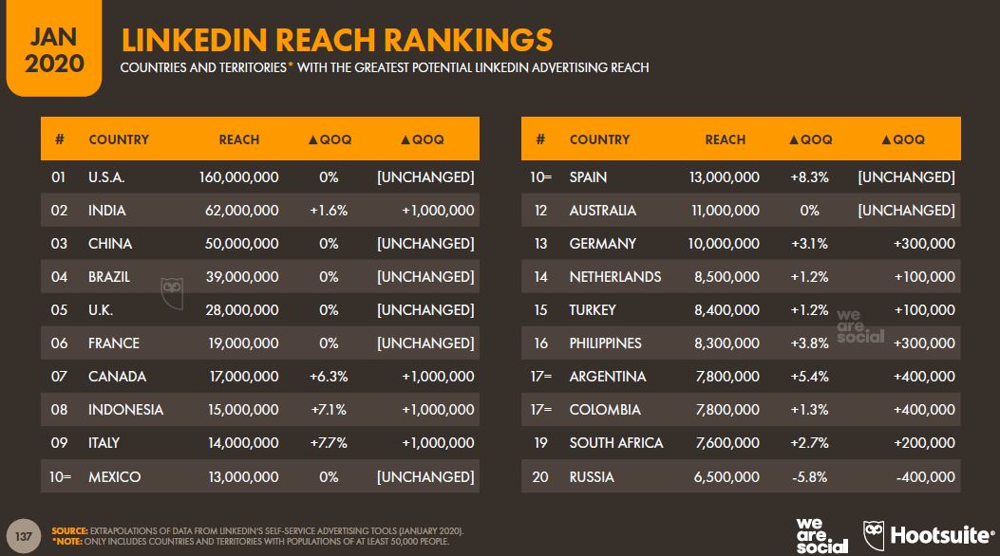 JAN
2020
LINKEDIN REACH RANKINGS
COUNTRIES AND TERRITORIES* WITH THE GREATEST POTENTIAL LINKEDIN ADVERTISING REACH
# COUNTRY REACH ▲QOQ ▲QOQ
01 U.S.A. 160,000,000 0% [UNCHANGED]
02 INDIA 62,000,000 +1.6% +1,000,000
03 CHINA 50,000,000 0% [UNCHANGED]
04 BRAZIL 39,000,000 0% [UNCHANGED]
05 U.K. 28,000,000 0% [UNCHANGED]
06 FRANCE 19,000,000 0% [UNCHANGED]
07 CANADA 17,000,000 +6.3% +1,000,000
08 INDONESIA 15,000,000 +7.1% +1,000,000
09 ITALY 14,000,000 +7.7% +1,000,000
10= MEXICO 13,000,000 0% [UNCHANGED]
# COUNTRY REACH ▲QOQ ▲QOQ
10= SPAIN 13,000,000 +8.3% [UNCHANGED]
12 AUSTRALIA 11,000,000 0% [UNCHANGED]
13 GERMANY 10,000,000 +3.1% +300,000
14 NETHERLANDS 8,500,000 +1.2% +100,000
15 TURKEY 8,400,000 +1.2% +100,000
16 PHILIPPINES 8,300,000 +3.8% +300,000
17= ARGENTINA 7,800,000 +5.4% +400,000
17= COLOMBIA 7,800,000 +1.3% +400,000
19 SOUTH AFRICA 7,600,000 +2.7% +200,000
20 RUSSIA 6,500,000 -5.8% -400,000
we
are
social
137
SOURCE: EXTRAPOLATIONS OF DATA FROM LINKEDIN'S SELF-SERVICE ADVERTISING TOOLS (JANUARY 2020).
*NOTE: ONLY INCLUDES COUNTRIES AND TERRITORIES WITH POPULATIONS OF AT LEAST 50,000 PEOPLE.
we
are
social
Hootsuite®